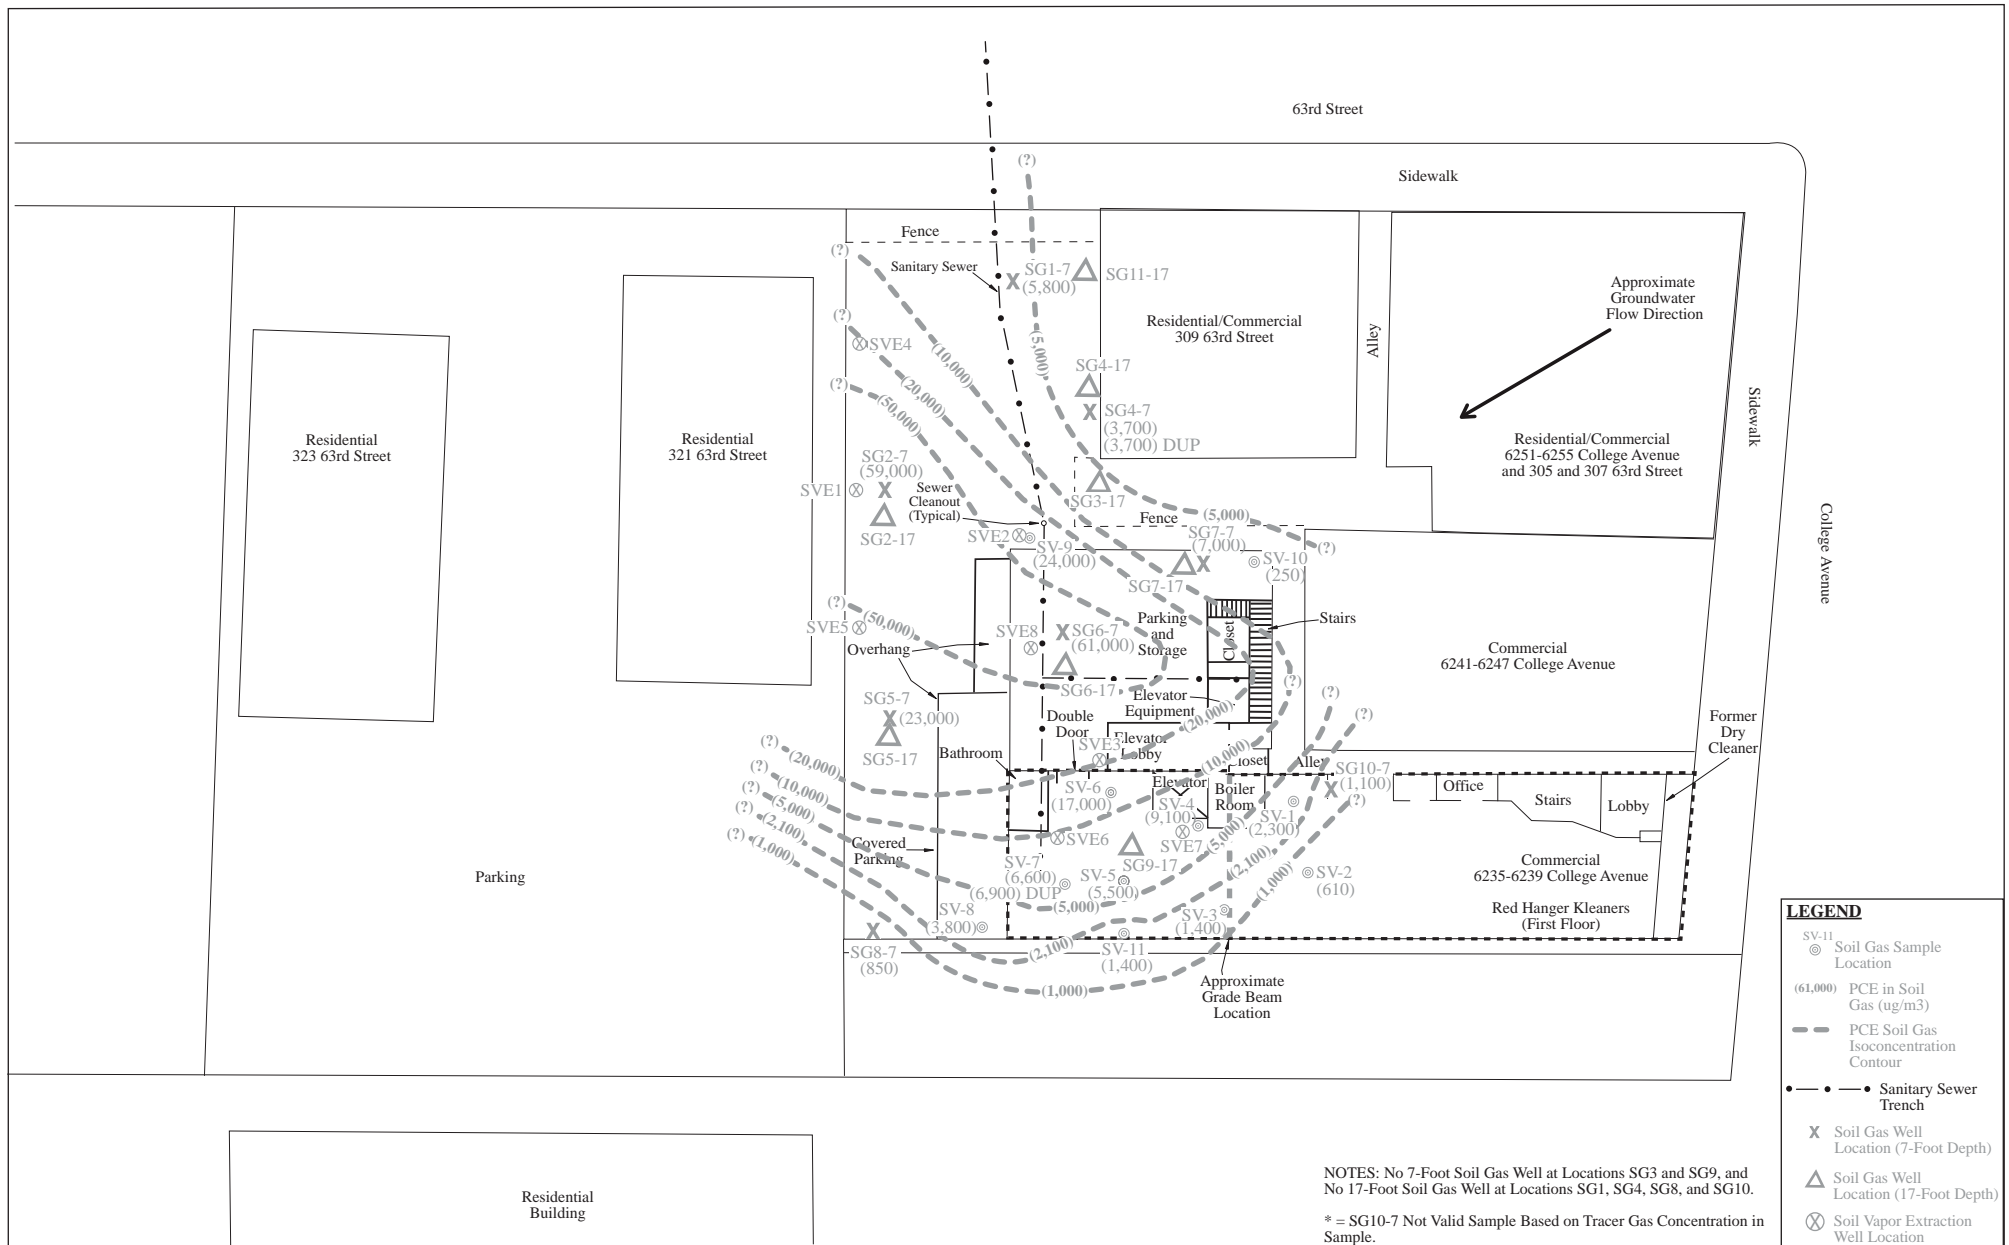 63rd Street
Sidewalk
(?)
Fence
(?)
Sanitary Sewer
SG1-7
(5,800)
SG11-17
Approximate
Groundwater
Flow Direction
(?)
SVE4
(10,000)
(5,000)
Residential/Commercial
309 63rd Street
Alley
SG4-17
(?)
(20,000)
(50,000)
SG4-7
(3,700)
(3,700) DUP
Sidewalk
Residential
323 63rd Street
Residential
321 63rd Street
Residential/Commercial
6251-6255 College Avenue
and 305 and 307 63rd Street
SG2-7
(59,000)
SVE1
Sewer
Cleanout
(Typical)
SG3-17
SG2-17
Fence
(5,000)
College Avenue
SVE2
SV-9
(24,000)
SG7-7
(7,000)
(?)
SV-10
(250)
SG7-17
(?)
(50,000)
SVE5
SVE8
SG6-7
(61,000)
Parking
and
Storage
Closet
Stairs
Overhang
Commercial
6241-6247 College Avenue
SG6-17
(?)
(?)
SG5-7
(23,000)
Elevator
Equipment
(20,000)
Double
Door
(?)
Former
Dry
Cleaner
SG5-17
(?)
(20,000)
Bathroom
Elevator
Lobby
SVE3
(10,000)
Closet
Alley
SG10-7
(1,100)
(?)
(?)
(10,000)
SV-6
(17,000)
Elevator
Boiler
Room
Office
Stairs
Lobby
(?)
(5,000)
SV-4
(9,100)
SV-1
(2,300)
(?)
(2,100)
SVE6
SVE7
(5,000)
(?)
(1,000)
Covered
Parking
SG9-17
(2,100)
Commercial
6235-6239 College Avenue
Parking
SV-7
(6,600)
(6,900) DUP
SV-5
(5,500)
(1,000)
SV-2
(610)
(5,000)
SV-8
(3,800)
SV-3
(1,400)
Red Hanger Kleaners
(First Floor)
SG8-7
(850)
(2,100)
SV-11
(1,400)
(1,000)
Approximate
Grade Beam
Location
LEGEND
SV-11
Soil Gas Sample
Location
(61,000)
PCE in Soil
Gas (ug/m3)
PCE Soil Gas
Isoconcentration
Contour
Sanitary Sewer
Trench
Soil Gas Well
Location (7-Foot Depth)
Soil Gas Well
Location (17-Foot Depth)
Soil Vapor Extraction
Well Location
Residential
Building
NOTES: No 7-Foot Soil Gas Well at Locations SG3 and SG9, and
No 17-Foot Soil Gas Well at Locations SG1, SG4, SG8, and SG10.
* = SG10-7 Not Valid Sample Based on Tracer Gas Concentration in
Sample.